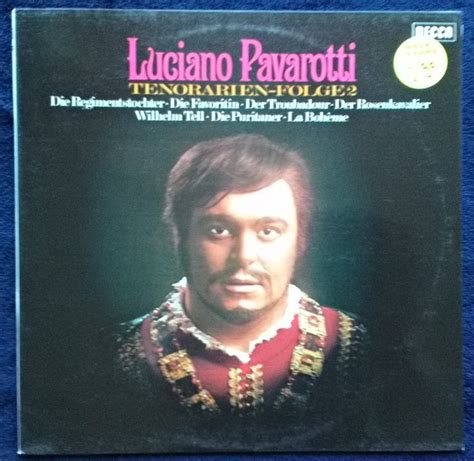 DECCA
Luciano Pavarotti
TENORARIEN-FOLGE 2
Die Regimentstochter · Die Favoritin · Der Troubadour · Der Rosenkavalier
Wilhelm Tell · Die Puritaner · La Bohème